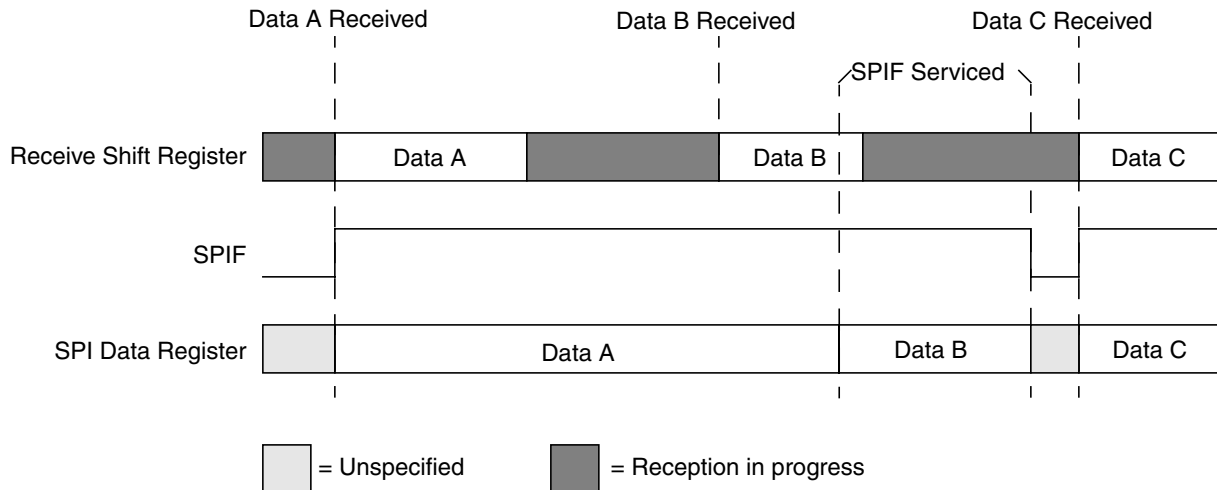 Data A Received
Data B Received
Data C Received
SPIF Serviced
Receive Shift Register
Data A
Data B
Data C
SPIF
SPI Data Register
Data A
Data B
Data C
= Unspecified
= Reception in progress